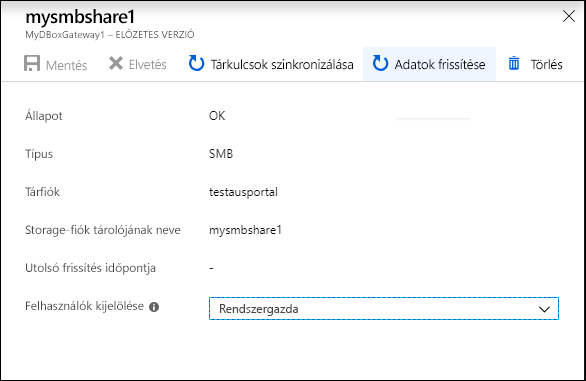 mysmbshare1
MyDBoxGateway1 – ELŐZETES VERZIÓ
Mentés Elvetés Tárkulcsok szinkronizálása Adatok frissítése Törlés
Állapot OK
Típus SMB
Tárfiók testausportal
Storage-fiók tárolójának neve mysmbshare1
Utolsó frissítés időpontja -
Felhasználók kijelölése Rendszergazda